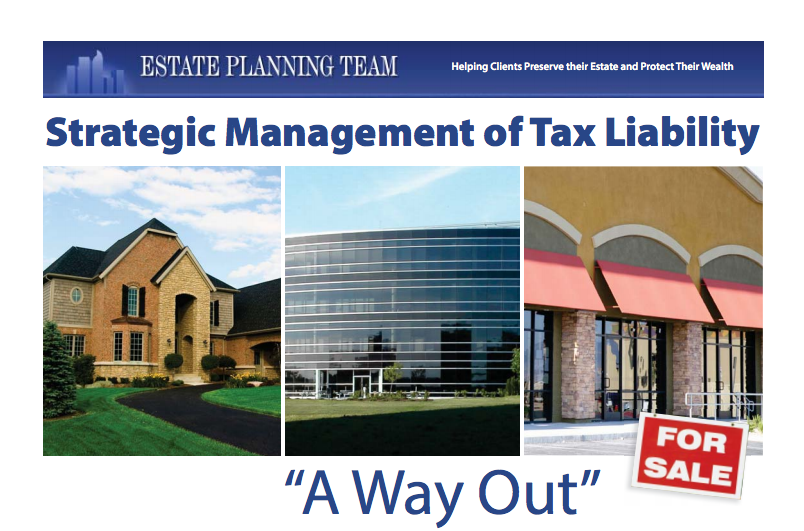 ESTATE PLANNING TEAM
Helping Clients Preserve their Estate and Protect Their Wealth
Strategic Management of Tax Liability
FOR
SALE
“A Way Out”